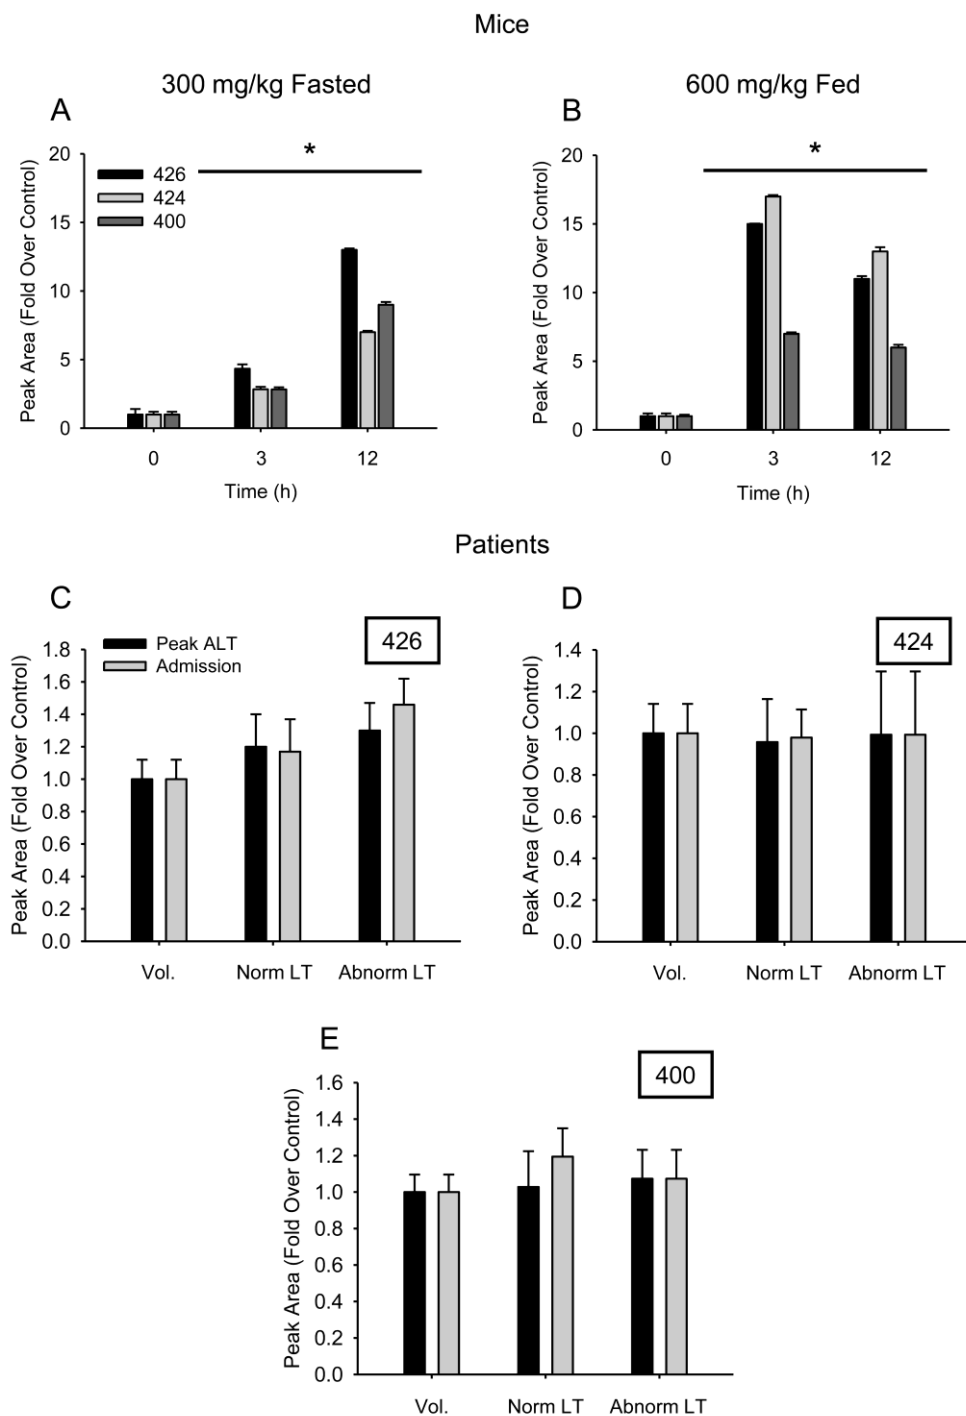 Mice
300 mg/kg Fasted
600 mg/kg Fed
A
B
Peak Area (Fold Over Control)
20
15
10
5
0
*
426
424
400
0 3 12
Time (h)
Peak Area (Fold Over Control)
20
15
10
5
0
*
0 3 12
Time (h)
Patients
C
D
Peak Area (Fold Over Control)
1.8
1.6
1.4
1.2
1.0
0.8
0.6
0.4
0.2
0.0
Peak ALT
Admission
426
Vol. Norm LT Abnorm LT
Peak Area (Fold Over Control)
1.4
1.2
1.0
0.8
0.6
0.4
0.2
0.0
424
Vol. Norm LT Abnorm LT
E
Peak Area (Fold Over Control)
1.6
1.4
1.2
1.0
0.8
0.6
0.4
0.2
0.0
400
Vol. Norm LT Abnorm LT